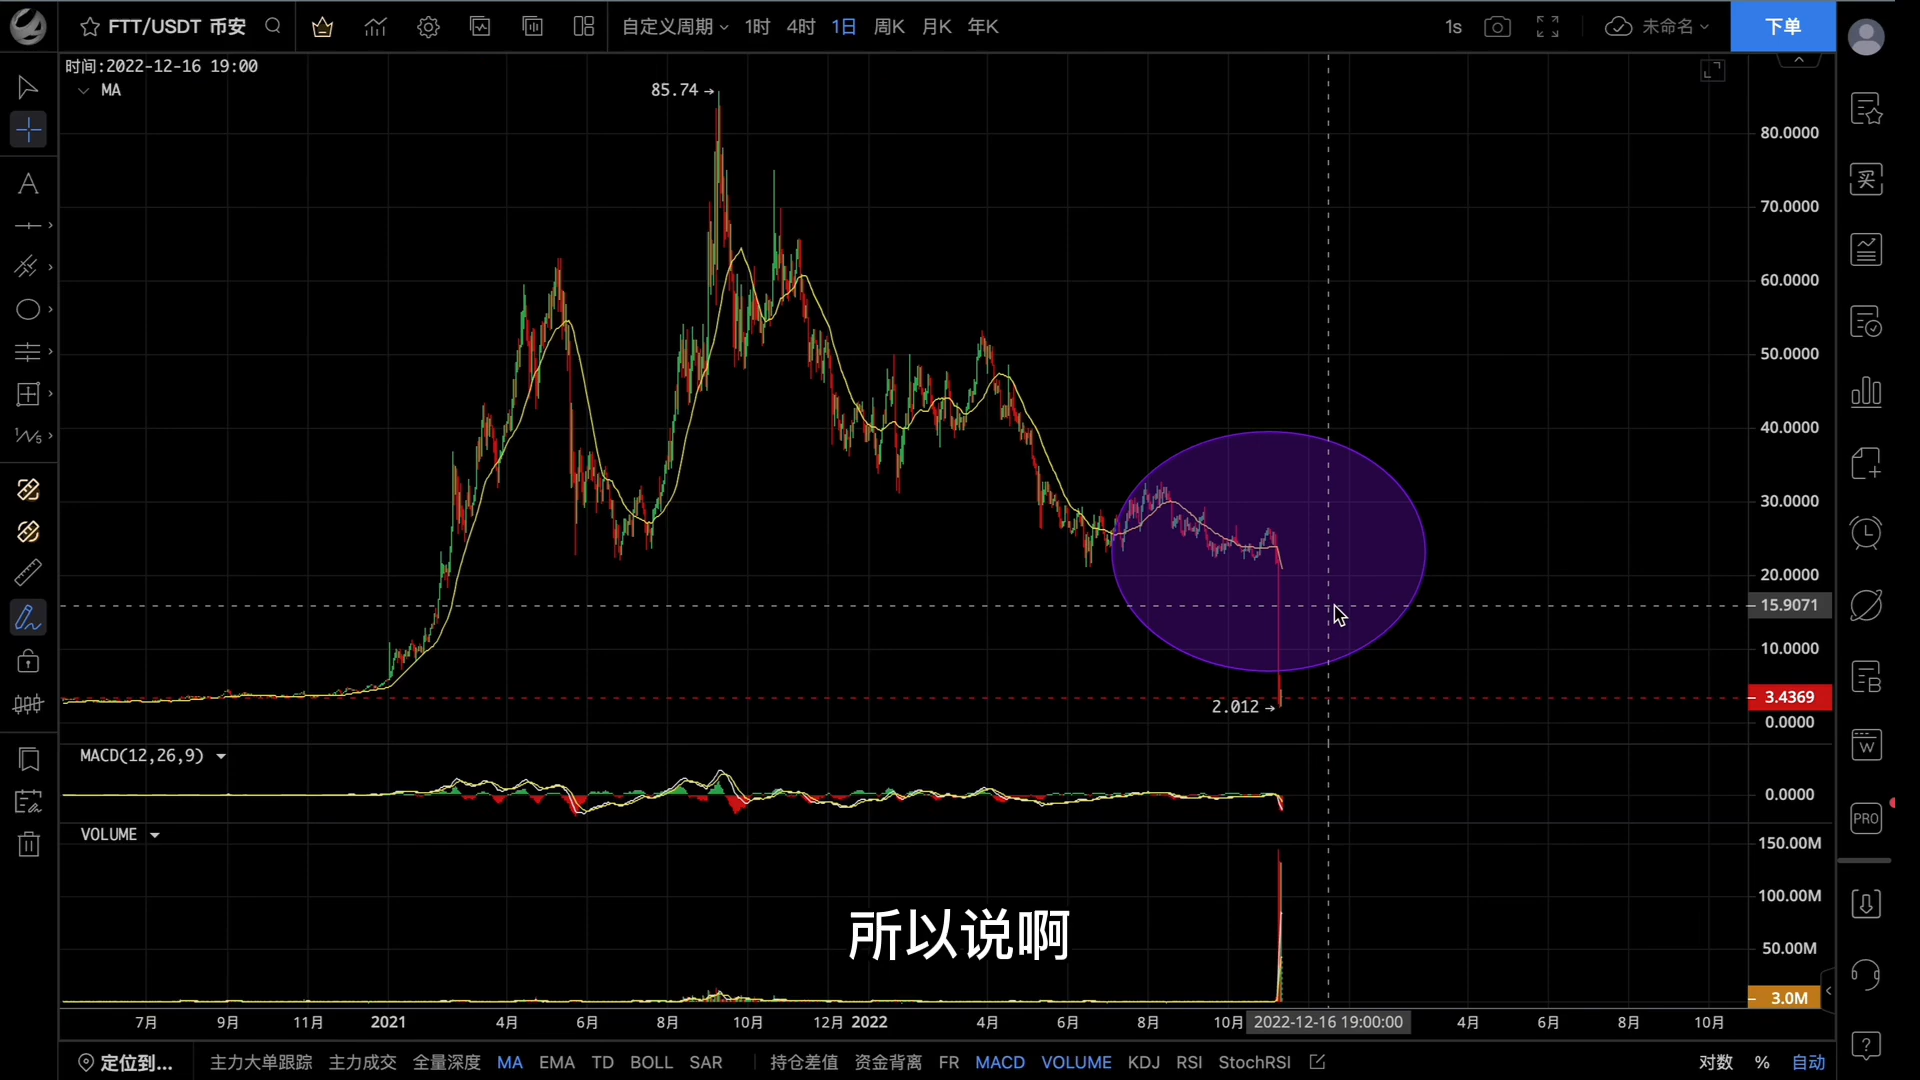 FTT/USDT 币安
自定义周期 1时 4时 1日 周K 月K 年K
1s
未命名
下单
时间:2022-12-16 19:00
MA
85.74
80.0000
70.0000
60.0000
50.0000
40.0000
30.0000
20.0000
15.9071
10.0000
3.4369
2.012
0.0000
MACD(12,26,9)
0.0000
VOLUME
150.00M
100.00M
50.00M
3.0M
所以说啊
7月 9月 11月 2021 4月 6月 8月 10月 12月 2022 4月 6月 8月 10月 2022-12-16 19:00:00 4月 6月 8月 10月
定位到... 主力大单跟踪 主力成交 全量深度 MA EMA TD BOLL SAR 持仓差值 资金背离 FR MACD VOLUME KDJ RSI StochRSI 对数 % 自动
A
1/5
买
B
W
PRO
?